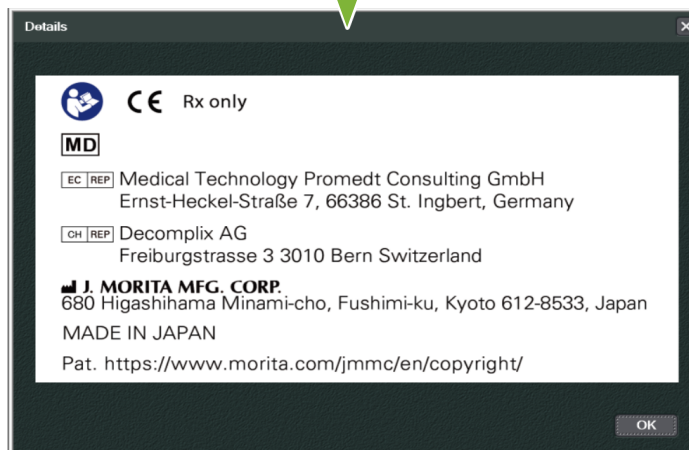 Details
CE Rx only
MD
EC REP Medical Technology Promedt Consulting GmbH
Ernst-Heckel-Straße 7, 66386 St. Ingbert, Germany
CH REP Decomplix AG
Freiburgstrasse 3 3010 Bern Switzerland
J. MORITA MFG. CORP.
680 Higashihama Minami-cho, Fushimi-ku, Kyoto 612-8533, Japan
MADE IN JAPAN
Pat. https://www.morita.com/jmmc/en/copyright/
OK